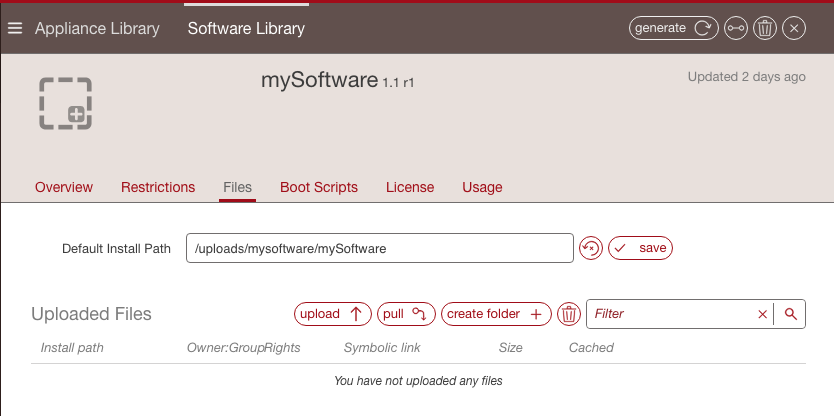 Appliance Library Software Library generate
mySoftware 1.1 r1 Updated 2 days ago
Overview Restrictions Files Boot Scripts License Usage
Default Install Path /uploads/mysoftware/mySoftware save
Uploaded Files upload pull create folder Filter
Install path Owner:GroupRights Symbolic link Size Cached
You have not uploaded any files